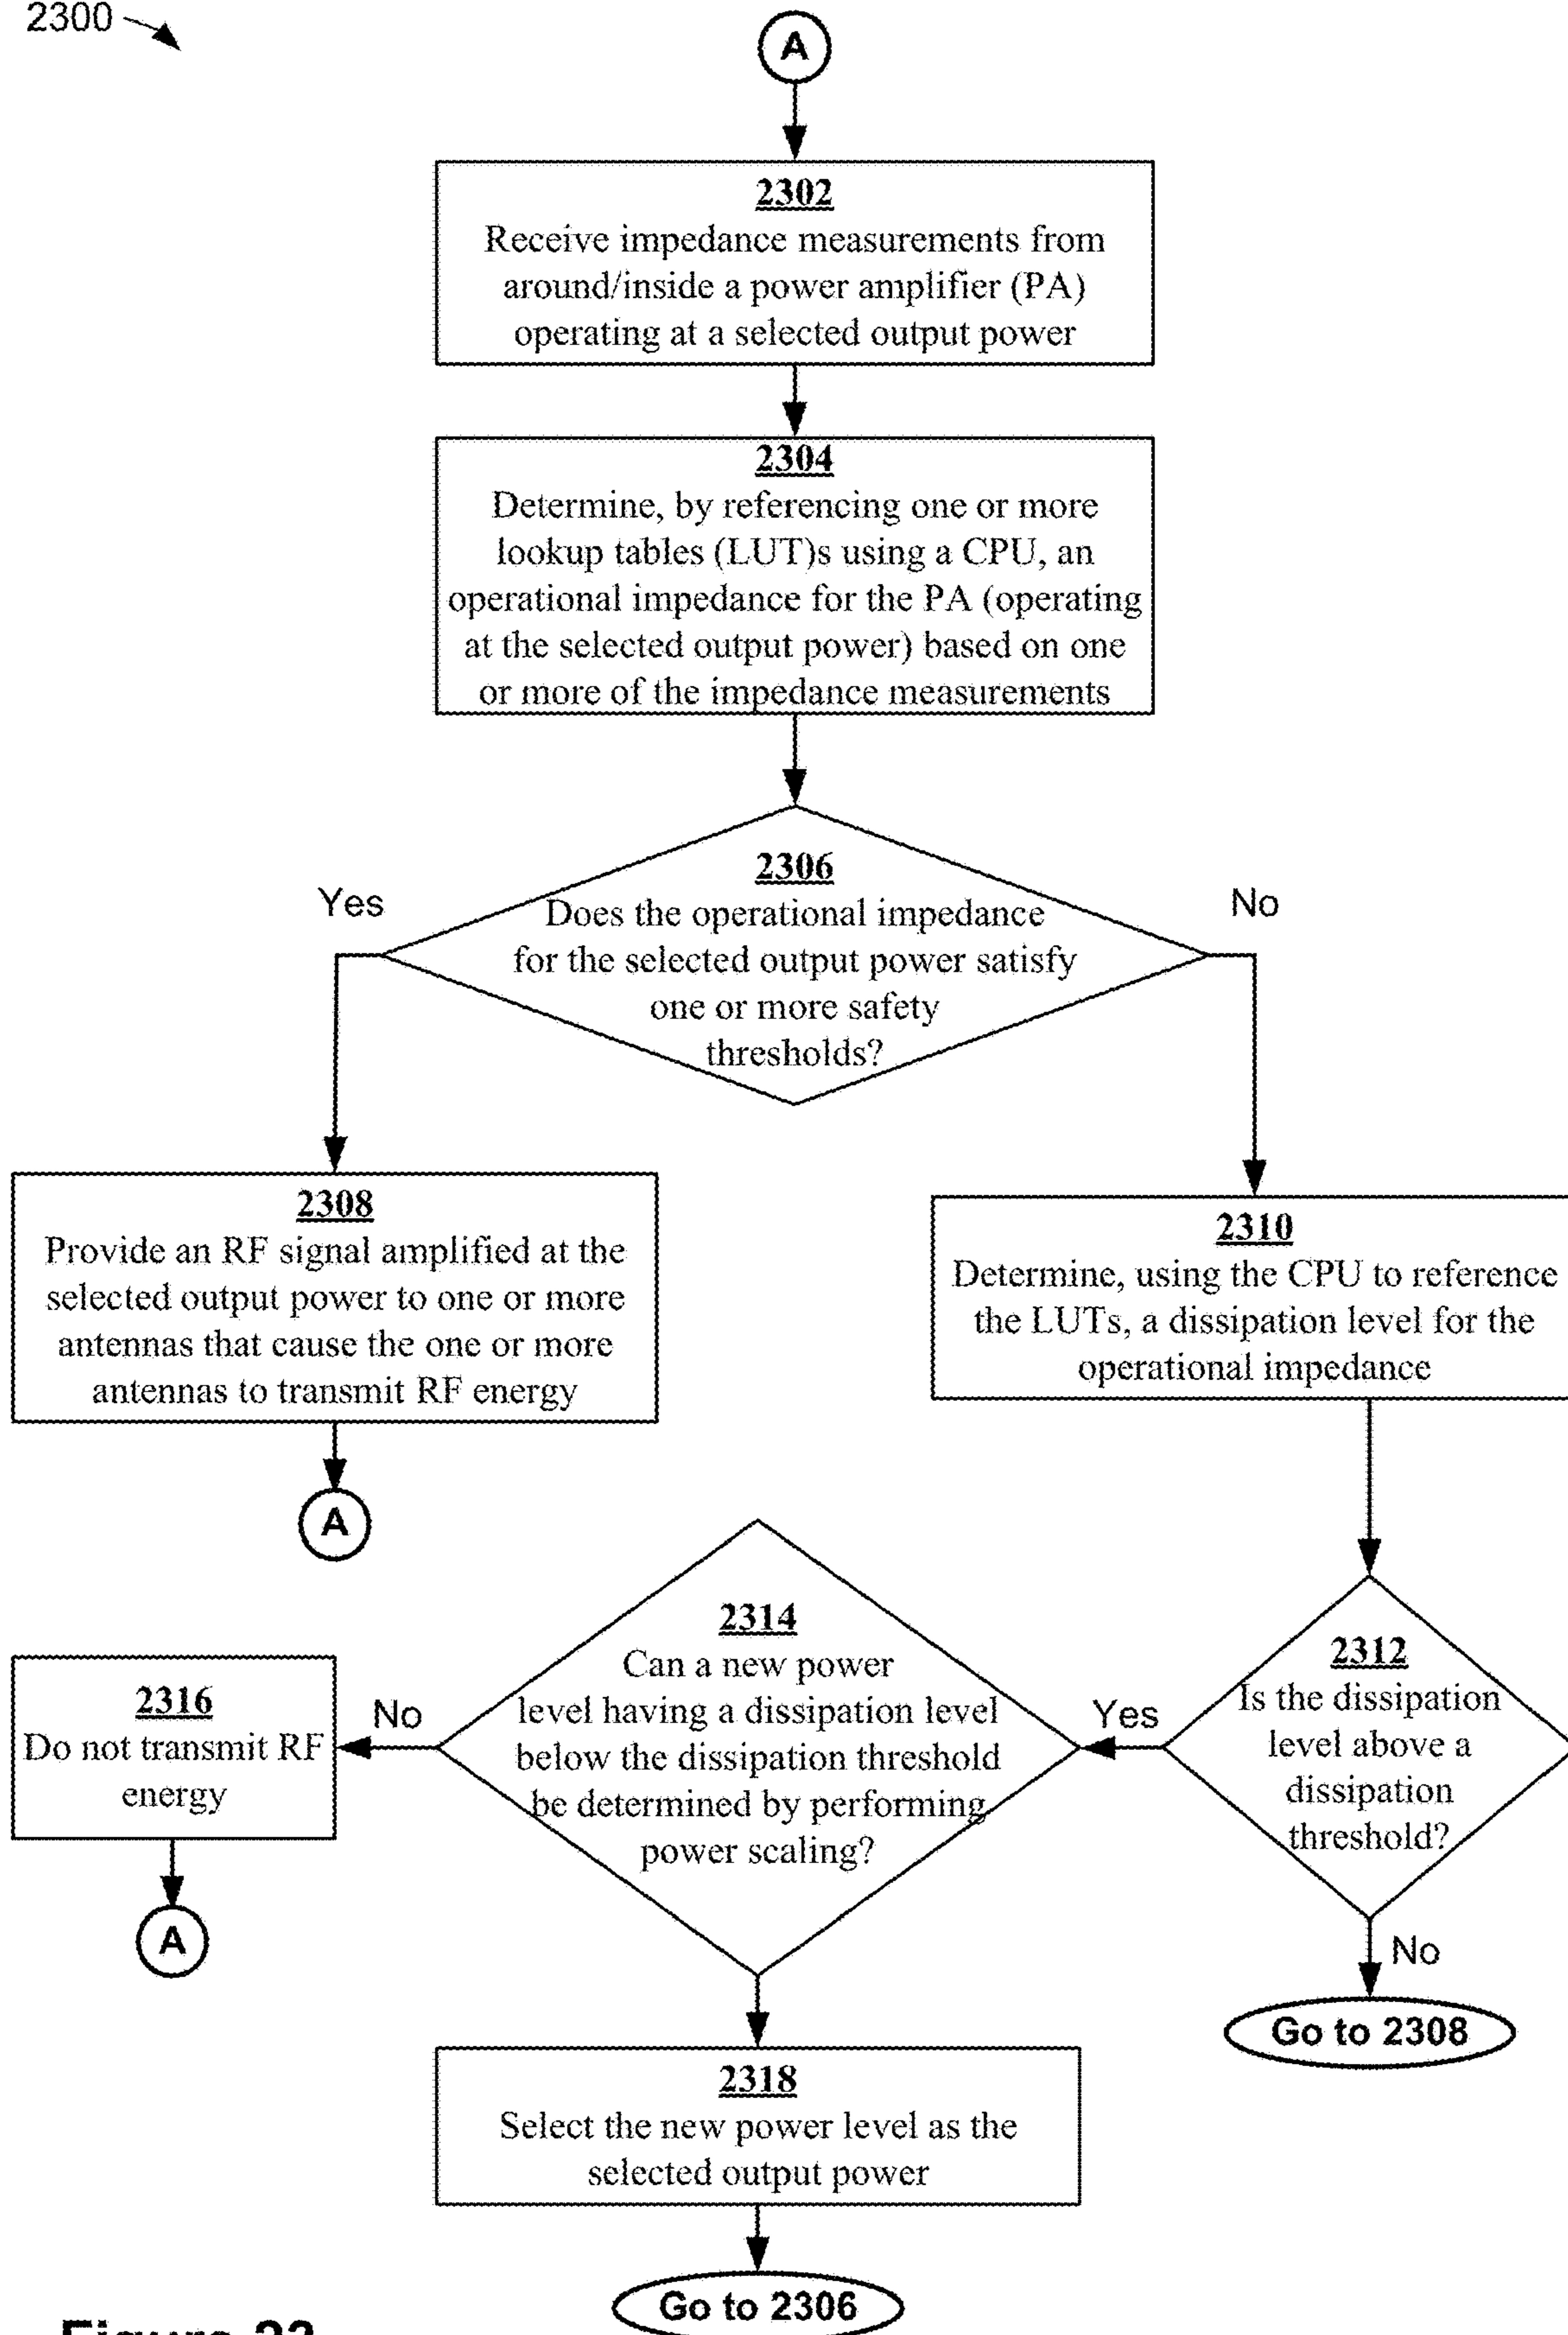 2300
A
2302
Receive impedance measurements from
around/inside a power amplifier (PA)
operating at a selected output power
2304
Determine, by referencing one or more
lookup tables (LUT)s using a CPU, an
operational impedance for the PA (operating
at the selected output power) based on one
or more of the impedance measurements
2306
Does the operational impedance
for the selected output power satisfy
one or more safety
thresholds?
Yes
No
2308
Provide an RF signal amplified at the
selected output power to one or more
antennas that cause the one or more
antennas to transmit RF energy
A
2310
Determine, using the CPU to reference
the LUTs, a dissipation level for the
operational impedance
2312
Is the dissipation
level above a
dissipation
threshold?
Yes
No
Go to 2308
2314
Can a new power
level having a dissipation level
below the dissipation threshold
be determined by performing
power scaling?
No
2316
Do not transmit RF
energy
A
2318
Select the new power level as the
selected output power
Go to 2306